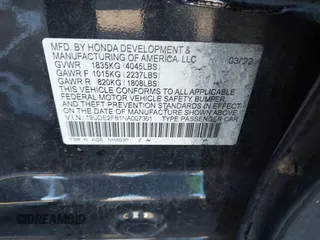 MFD. BY HONDA DEVELOPMENT &
MANUFACTURING OF AMERICA, LLC 03/22
GVWR 1835KG (4045LBS)
GAWR F 1015KG (2237LBS)
GAWR R 820KG (1808LBS)
THIS VEHICLE CONFORMS TO ALL APPLICABLE
FEDERAL MOTOR VEHICLE SAFETY, BUMPER,
AND THEFT PREVENTION STANDARDS IN EFFECT
ON THE DATE OF MANUFACTURE SHOWN ABOVE.
V.I.N: 19UDE2F81NA007361 TYPE:PASSENGER CAR
DREAMSID